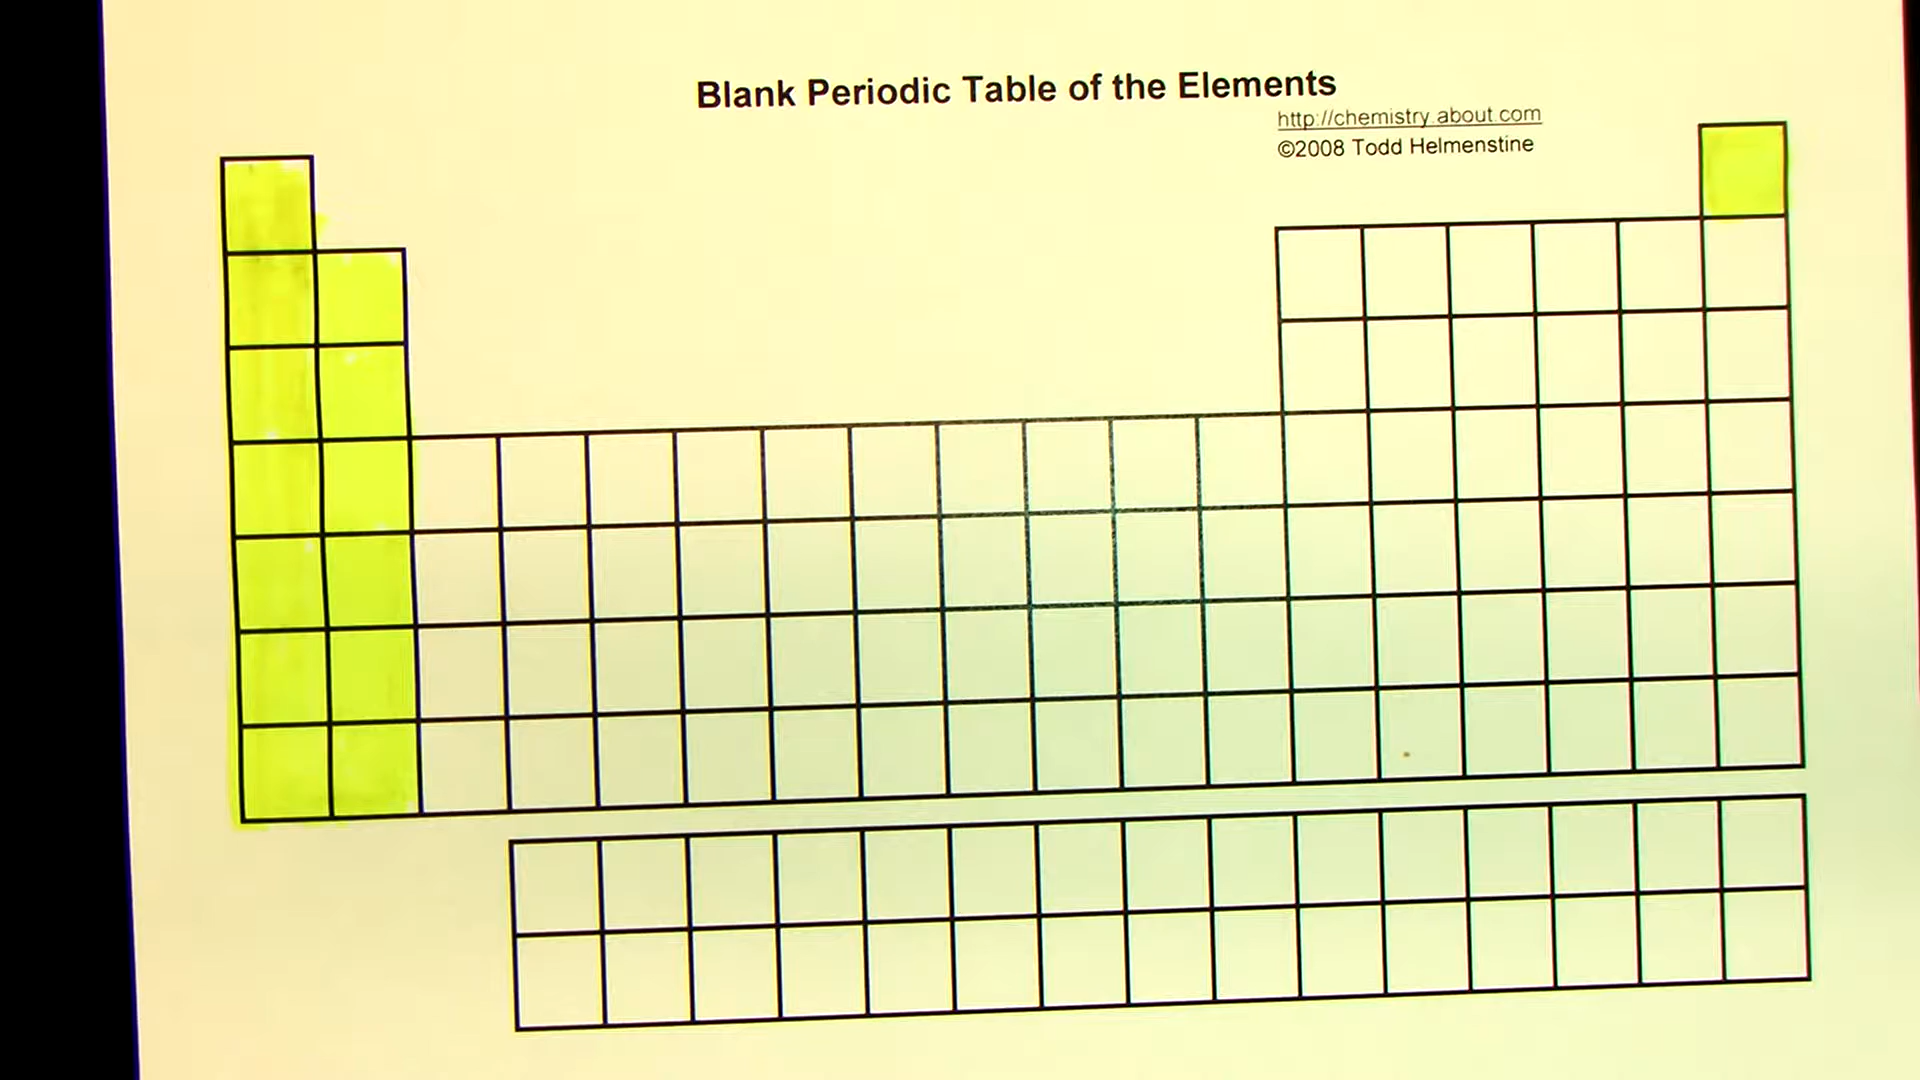 Blank Periodic Table of the Elements
http://chemistry.about.com
©2008 Todd Helmenstine